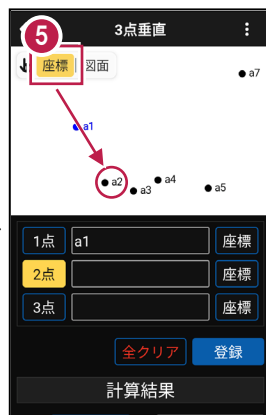 3点垂直
5
座標 図面
a7
a1
a2
a3
a4
a5
1点 a1 座標
2点 座標
3点 座標
全クリア 登録
計算結果